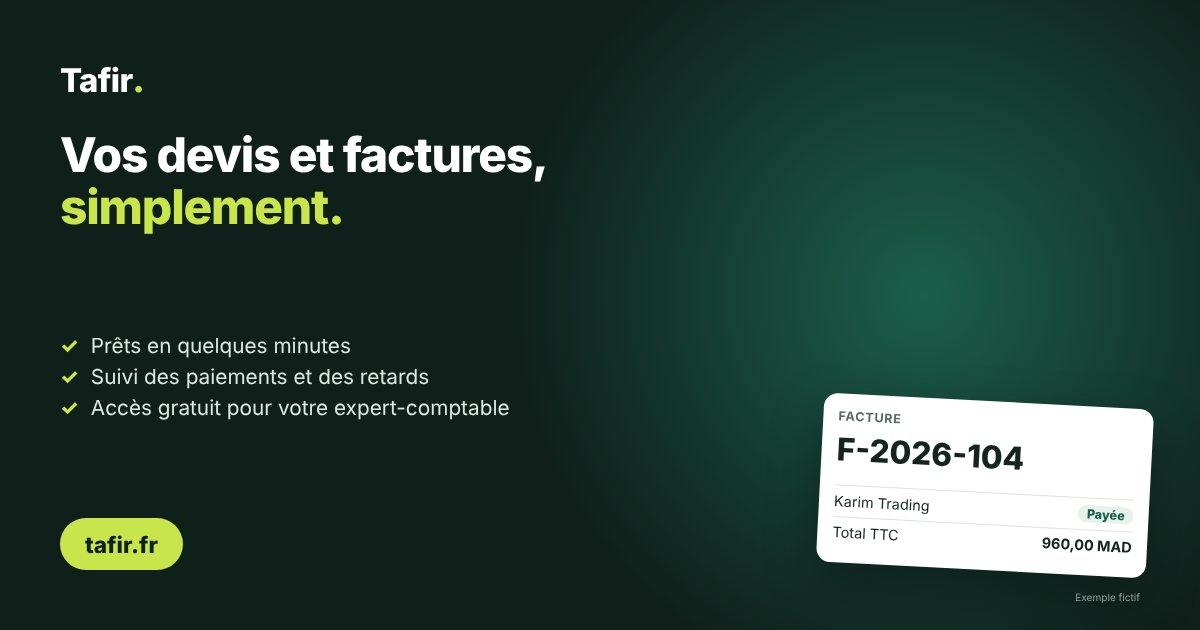 Tafir.
Vos devis et factures,
simplement.
✓ Prêts en quelques minutes
✓ Suivi des paiements et des retards
✓ Accès gratuit pour votre expert-comptable
tafir.fr
FACTURE
F-2026-104
Karim Trading Payée
Total TTC 960,00 MAD
Exemple fictif